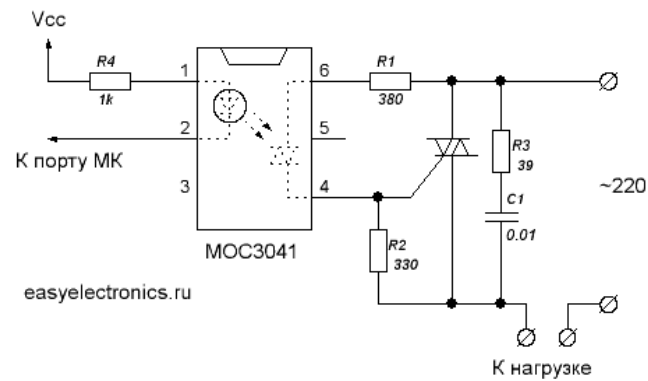 Vcc
R4
1k
1
2
3
6
5
4
MOC3041
К порту МК
R1
380
R2
330
R3
39
C1
0.01
~220
К нагрузке
easyelectronics.ru